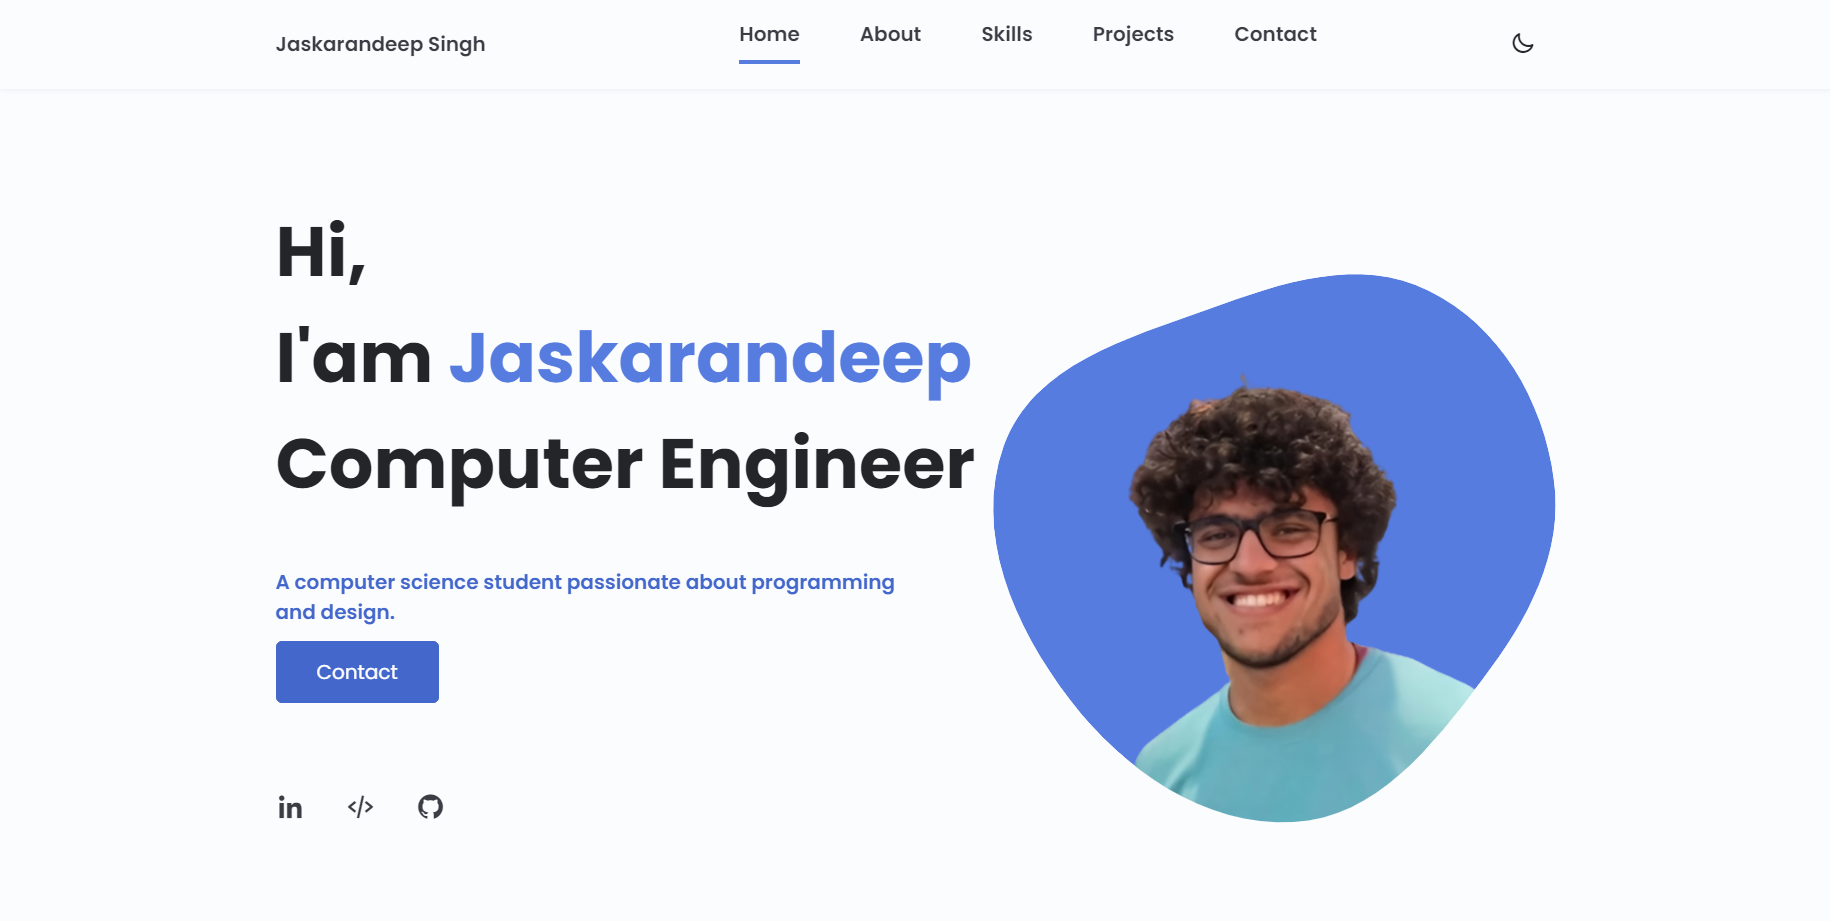 Jaskarandeep Singh
Home About Skills Projects Contact
Hi,
I'am Jaskarandeep
Computer Engineer
A computer science student passionate about programming
and design.
Contact
in </>